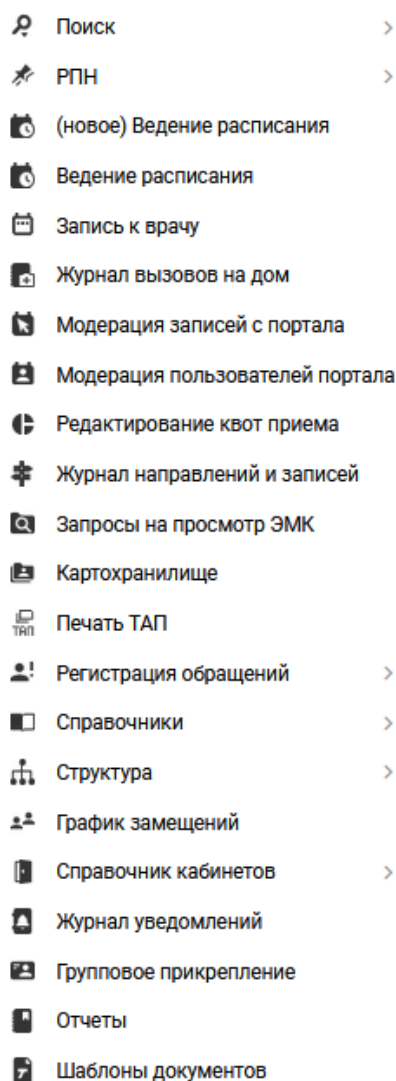 Поиск
РПН
(новое) Ведение расписания
Ведение расписания
Запись к врачу
Журнал вызовов на дом
Модерация записей с портала
Модерация пользователей портала
Редактирование квот приема
Журнал направлений и записей
Запросы на просмотр ЭМК
Картохранилище
ТАП Печать ТАП
Регистрация обращений
Справочники
Структура
График замещений
Справочник кабинетов
Журнал уведомлений
Групповое прикрепление
Отчеты
Шаблоны документов